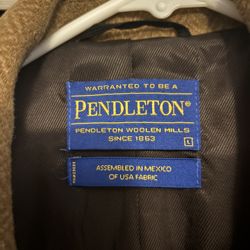 WARRANTED TO BE A
PENDLETON®
PENDLETON WOOLEN MILLS
SINCE 1863
L
ASSEMBLED IN MEXICO
OF USA FABRIC